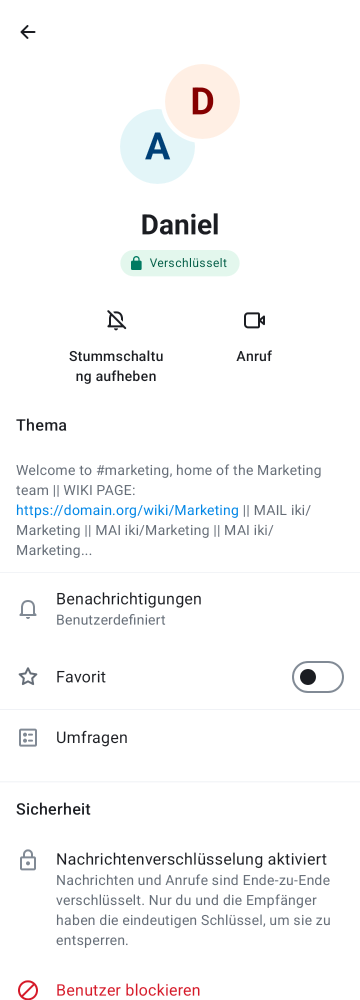 D
A
Daniel
Verschlüsselt
Stummschaltu
ng aufheben
Anruf
Thema
Welcome to #marketing, home of the Marketing
team || WIKI PAGE:
https://domain.org/wiki/Marketing || MAIL iki/
Marketing || MAI iki/Marketing || MAI iki/
Marketing...
Benachrichtigungen
Benutzerdefiniert
Favorit
Umfragen
Sicherheit
Nachrichtenverschlüsselung aktiviert
Nachrichten und Anrufe sind Ende-zu-Ende
verschlüsselt. Nur du und die Empfänger
haben die eindeutigen Schlüssel, um sie zu
entsperren.
Benutzer blockieren